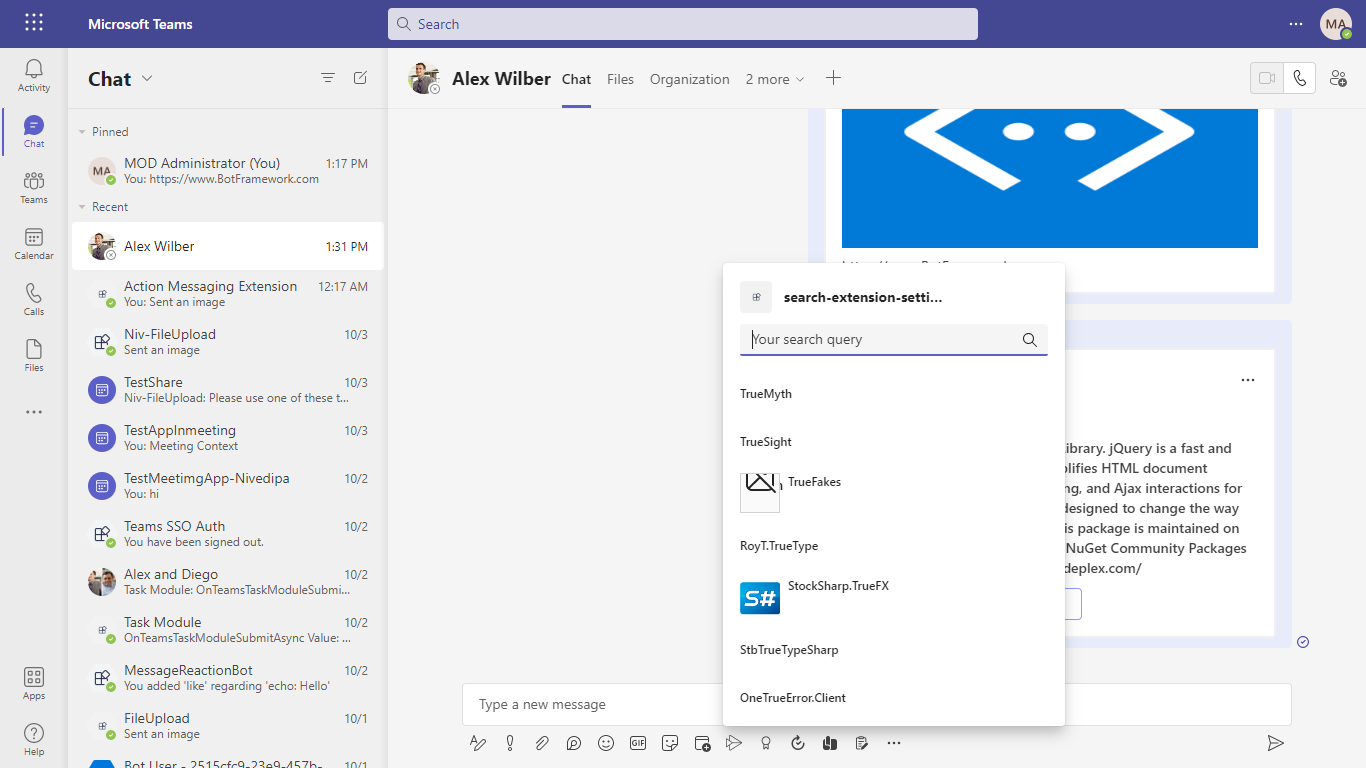 Microsoft Teams
Search
MA
Activity
Chat
Teams
Calendar
Calls
Files
Apps
Help
Chat
Pinned
MA
MOD Administrator (You)
1:17 PM
You: https://www.BotFramework.com
Recent
Alex Wilber
1:31 PM
Action Messaging Extension
12:17 AM
You: Sent an image
Niv-FileUpload
10/3
Sent an image
TestShare
10/3
Niv-FileUpload: Please use one of these t...
TestAppInmeeting
10/3
You: Meeting Context
TestMeetimgApp-Nivedipa
10/2
You: hi
Teams SSO Auth
10/2
You have been signed out.
Alex and Diego
10/2
Task Module: OnTeamsTaskModuleSubmi...
Task Module
10/2
OnTeamsTaskModuleSubmitAsync Value: ...
MessageReactionBot
10/2
You added 'like' regarding 'echo: Hello'
FileUpload
10/1
Sent an image
Bot User - 2515cfc9-23e9-457b-
10/1
Alex Wilber
Chat
Files
Organization
2 more
search-extension-setti...
Your search query
TrueMyth
TrueSight
TrueFakes
RoyT.TrueType
S#
StockSharp.TrueFX
StbTrueTypeSharp
OneTrueError.Client
ibrary. jQuery is a fast and
plifies HTML document
ng, and Ajax interactions for
designed to change the way
is package is maintained on
NuGet Community Packages
deplex.com/
Type a new message
GIF